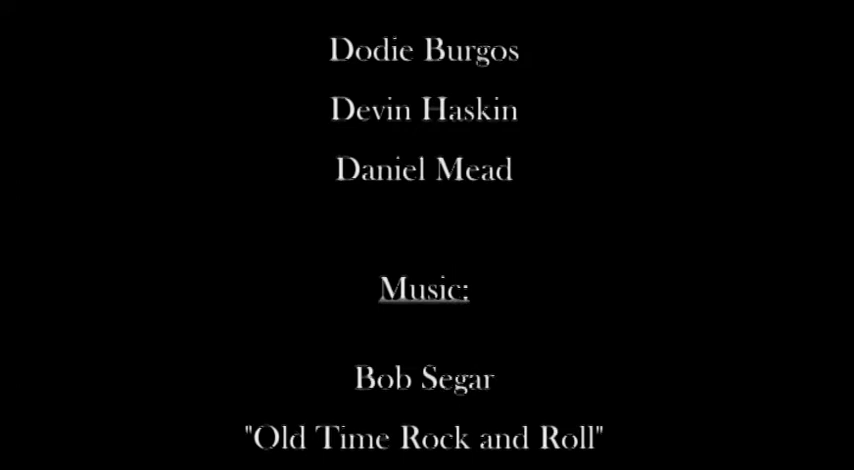 Dodie Burgos
Devin Haskin
Daniel Mead
Music:
Bob Segar
"Old Time Rock and Roll"